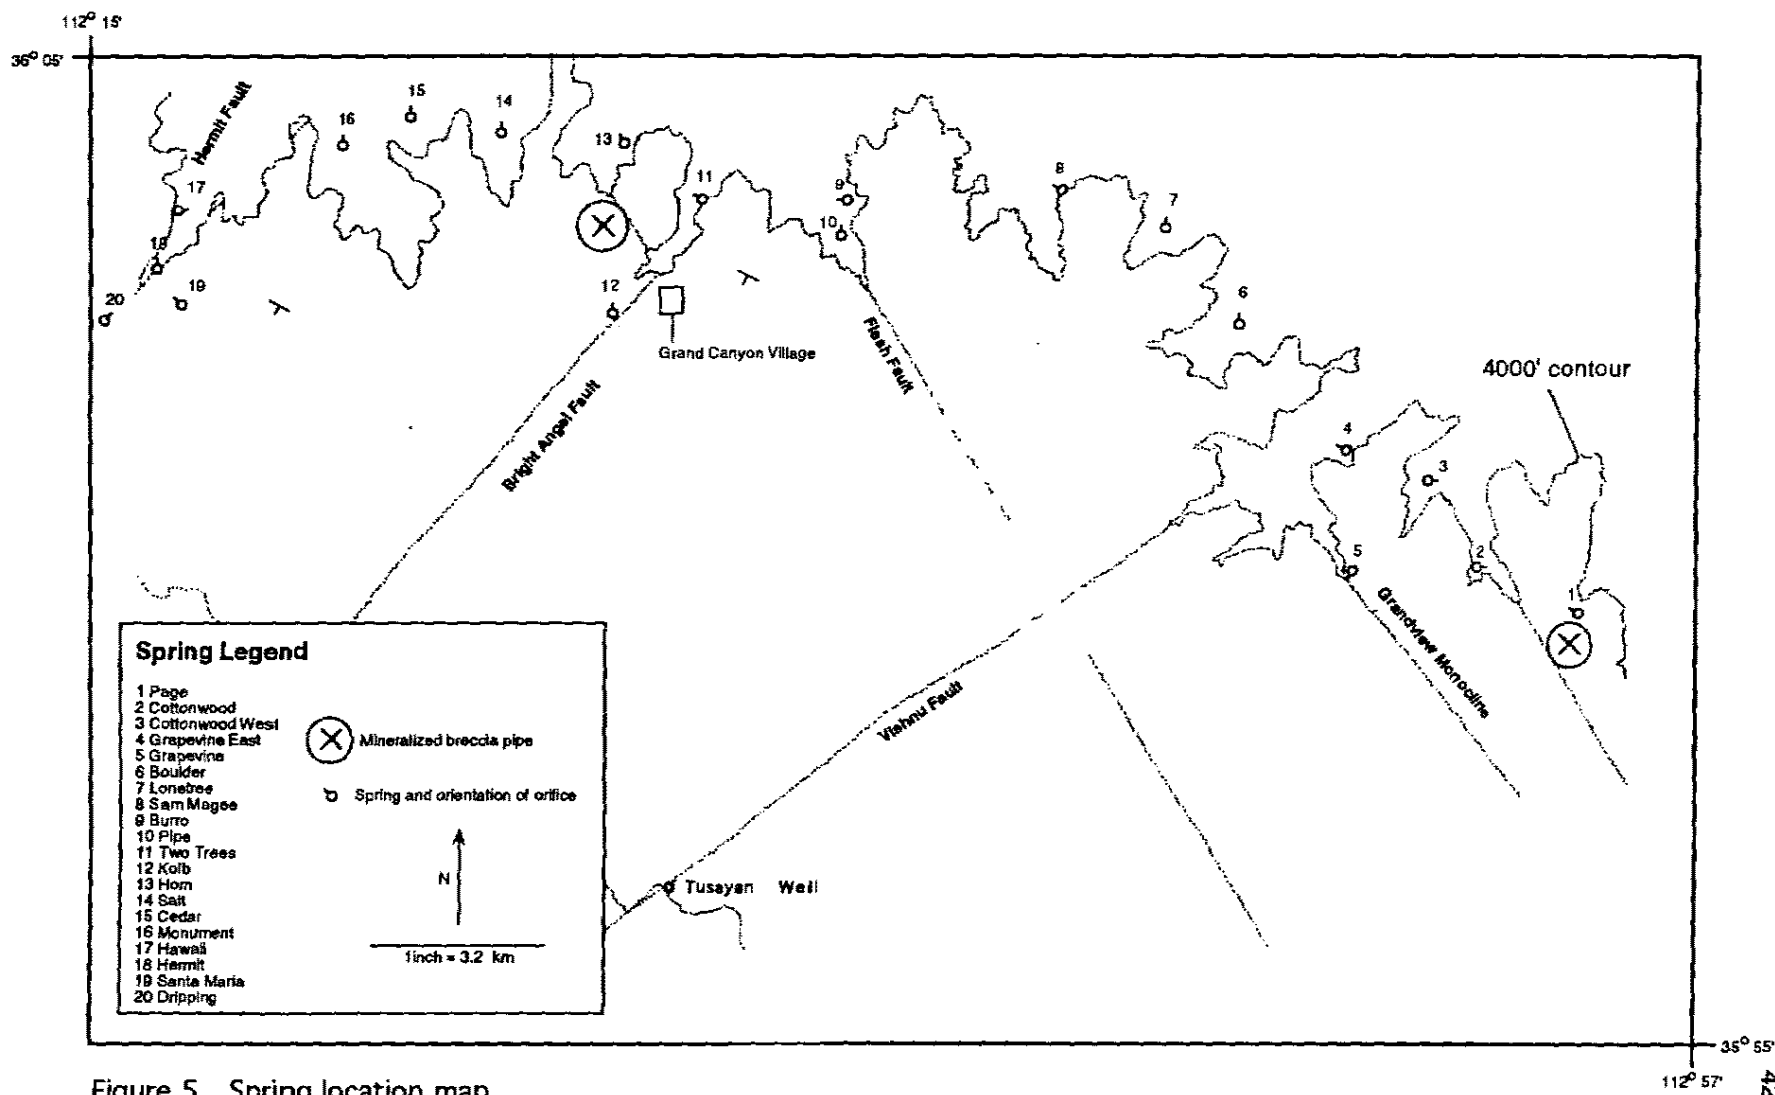 112° 15'
36° 05'
Hermit Fault
15
14
16
13
17
11
9
8
7
10
18
19
20
12
6
Grand Canyon Village
Flash Fault
4000' contour
Bright Angel Fault
4
3
5
2
1
Grandview Monocline
Vishnu Fault
Tusayan Well
Spring Legend
1 Page
2 Cottonwood
3 Cottonwood West
4 Grapevine East
5 Grapevine
6 Boulder
7 Lonetree
8 Sam Magee
9 Burro
10 Pipe
11 Two Trees
12 Kolb
13 Horn
14 Salt
15 Cedar
16 Monument
17 Hawaii
18 Hermit
19 Santa Maria
20 Dripping
Mineralized breccia pipe
Spring and orientation of orifice
N
1inch = 3.2 km
35° 55'
112° 57'
Figure 5. Spring location map